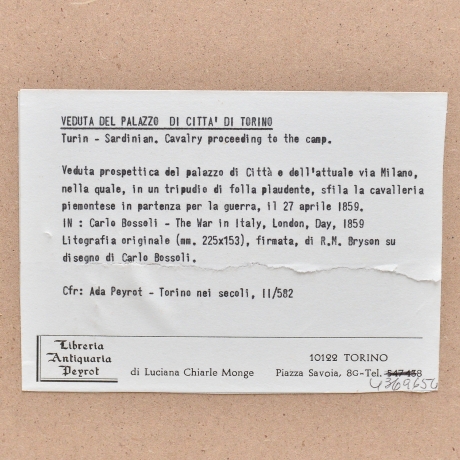 VEDUTA DEL PALAZZO DI CITTA' DI TORINO
Turin - Sardinian. Cavalry proceeding to the camp.
Veduta prospettica del palazzo di Città e dell'attuale via Milano,
nella quale, in un tripudio di folla plaudente, sfila la cavalleria
piemontese in partenza per la guerra, il 27 aprile 1859.
IN : Carlo Bossoli - The War in Italy, London, Day, 1859
Litografia originale (mm. 225x153), firmata, di R.M. Bryson su
disegno di Carlo Bossoli.
Cfr: Ada Peyrot - Torino nei secoli, II/582
Libreria
Antiquaria
Peyrot
di Luciana Chiarle Monge
10122 TORINO
Piazza Savoia, 8G-Tel.